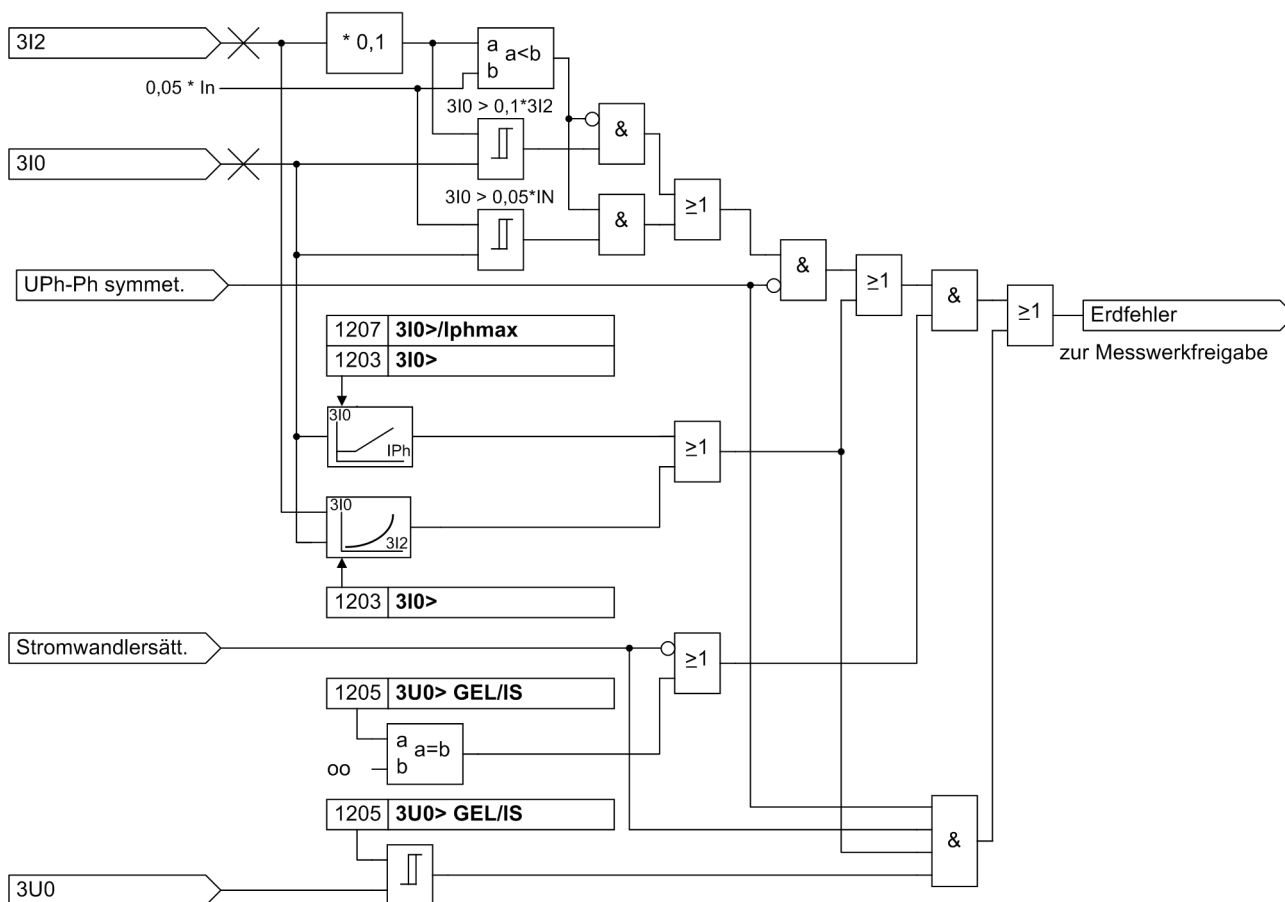 3I2
* 0,1
a
b
a<b
0,05 * In
3I0 > 0,1*3I2
&
3I0
3I0 > 0,05*IN
&
≥1
UPh-Ph symmet.
&
≥1
&
≥1
Erdfehler
zur Messwerkfreigabe
1207 3I0>/Iphmax
1203 3I0>
3I0
IPh
≥1
3I0
3I2
1203 3I0>
Stromwandlersätt.
≥1
1205 3U0> GEL/IS
a
b
a=b
oo
1205 3U0> GEL/IS
&
3U0